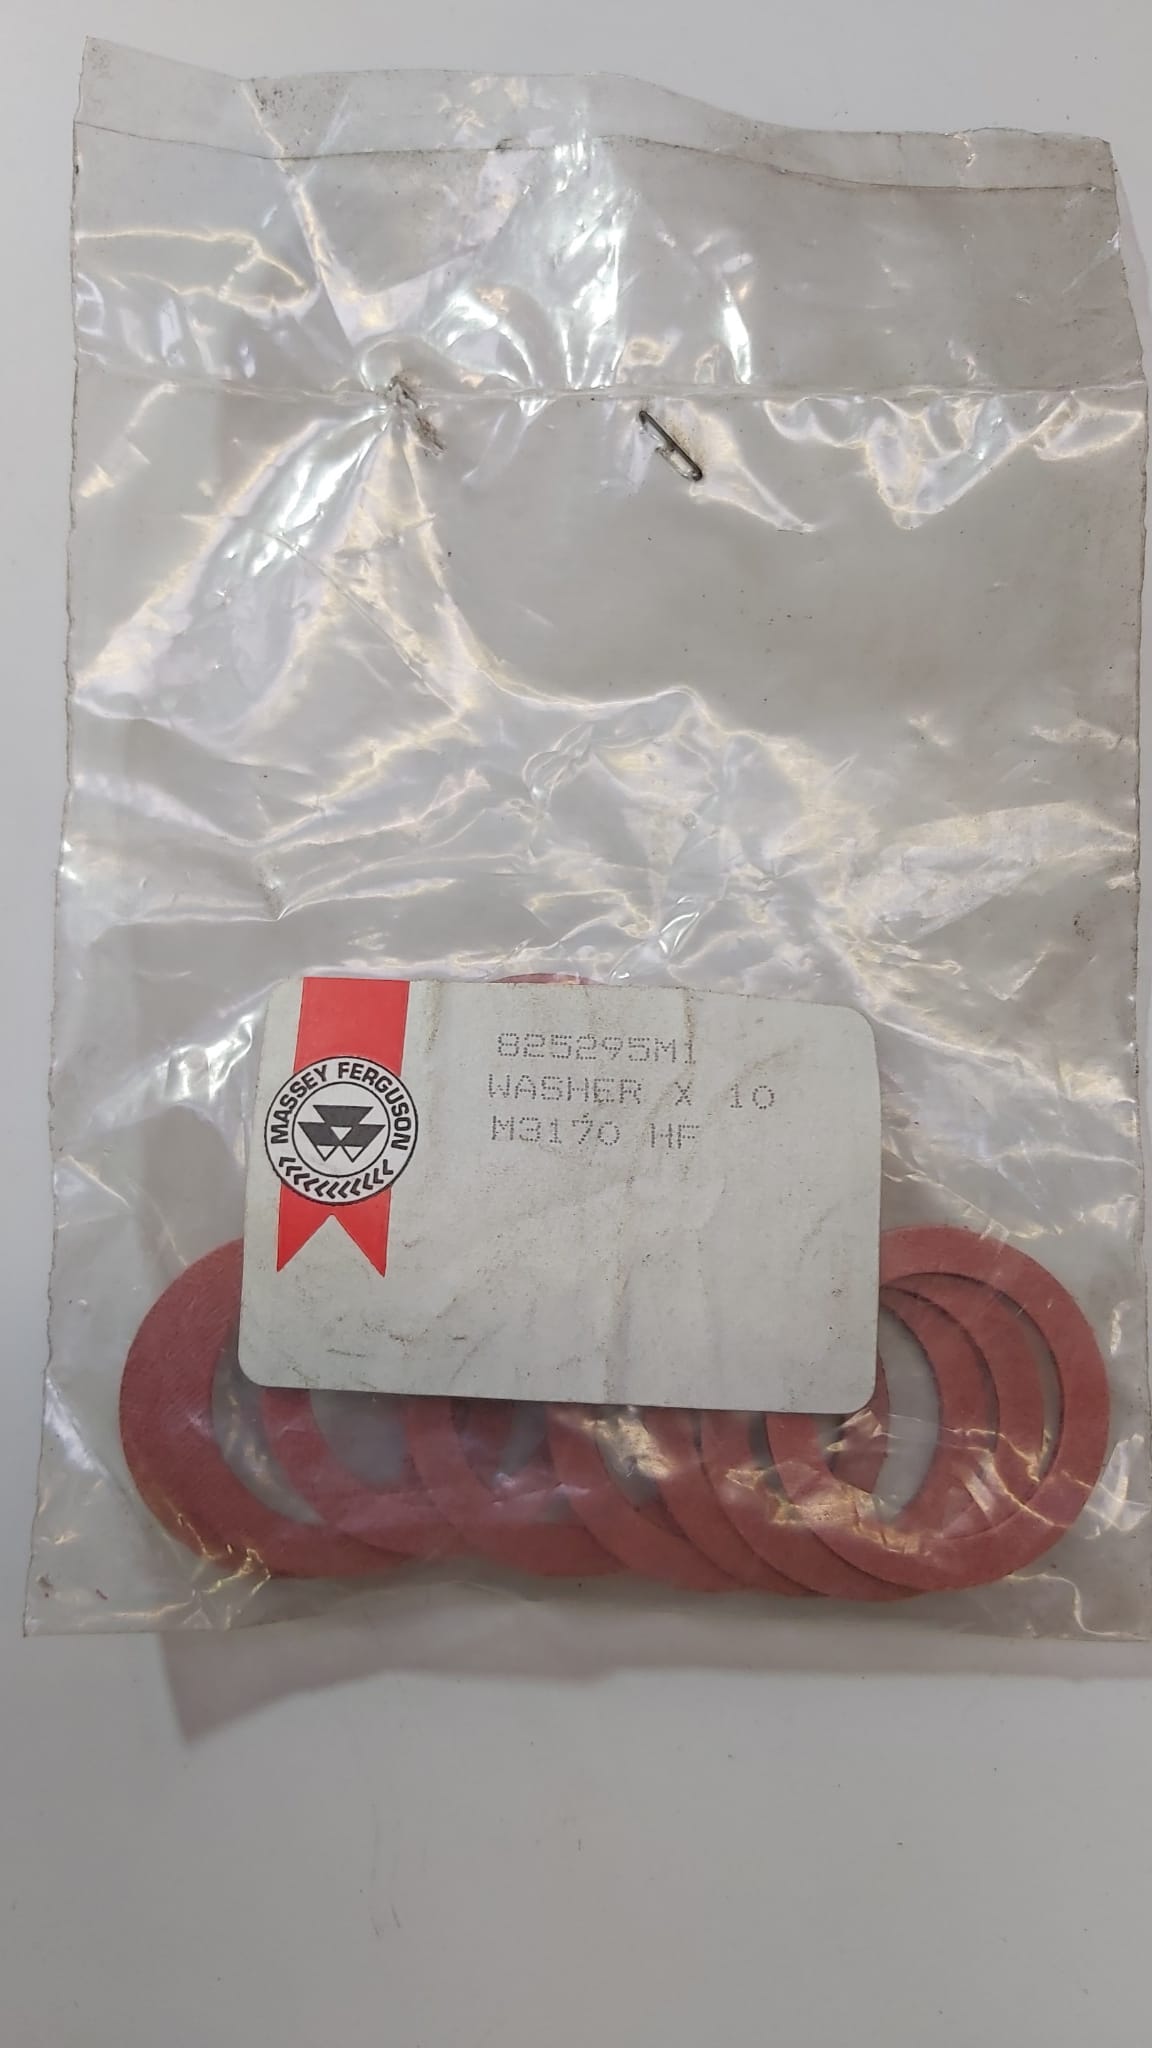 MASSEY FERGUSON
825295M1
WASHER X 10
M3170 HF